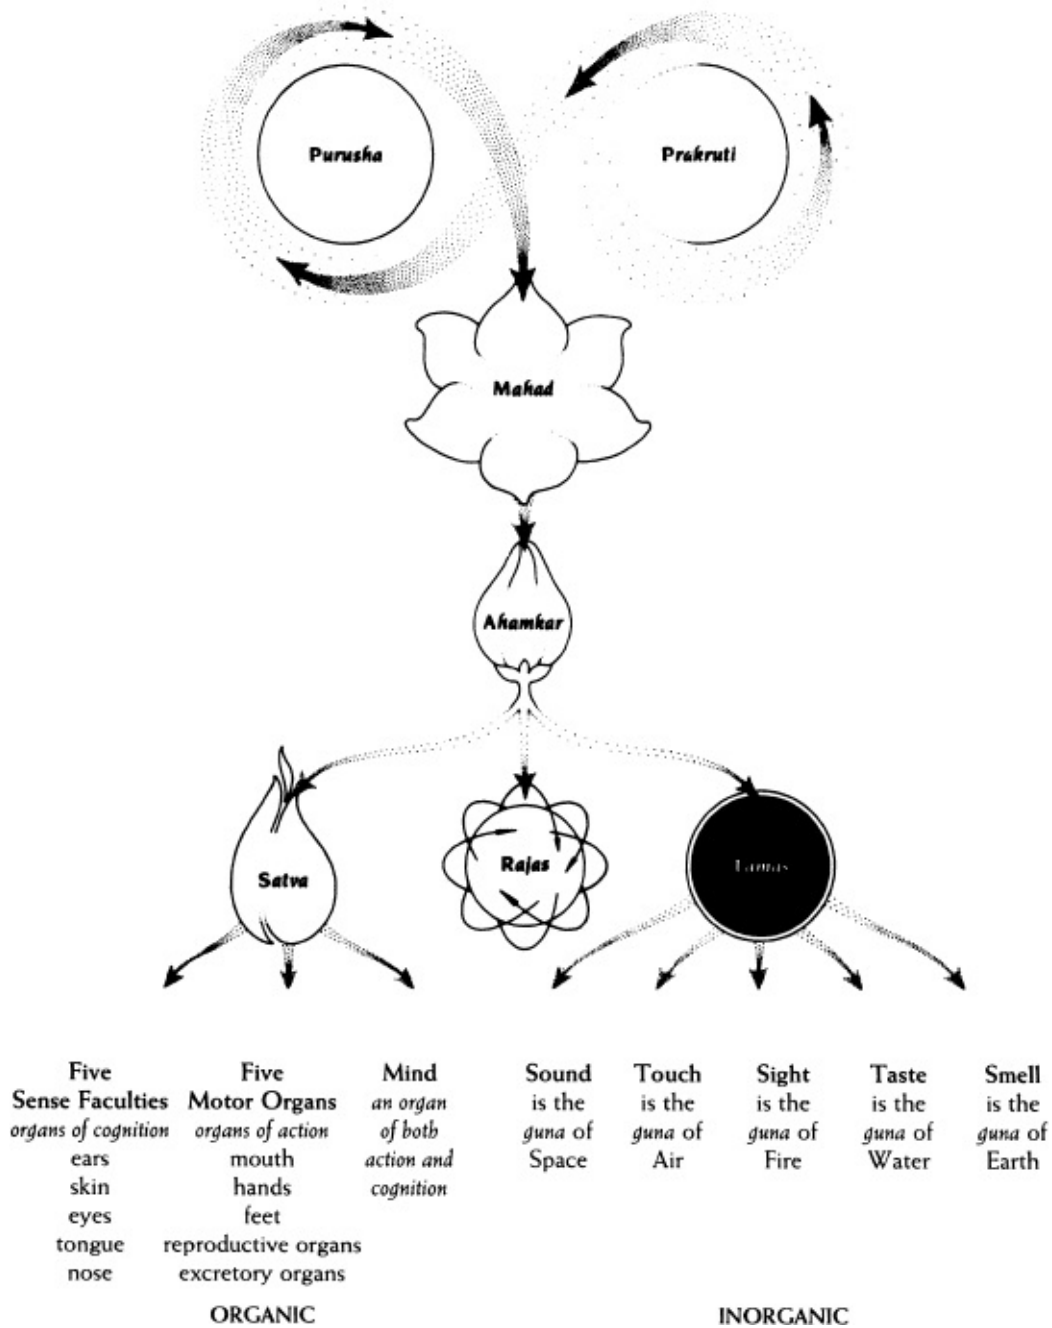 Purusha
Prakruti
Mahad
Ahamkar
Satva
Rajas
Tamas
Five
Sense Faculties
organs of cognition
ears
skin
eyes
tongue
nose
Five
Motor Organs
organs of action
mouth
hands
feet
reproductive organs
excretory organs
Mind
an organ
of both
action and
cognition
Sound
is the
guna of
Space
Touch
is the
guna of
Air
Sight
is the
guna of
Fire
Taste
is the
guna of
Water
Smell
is the
guna of
Earth
ORGANIC
INORGANIC